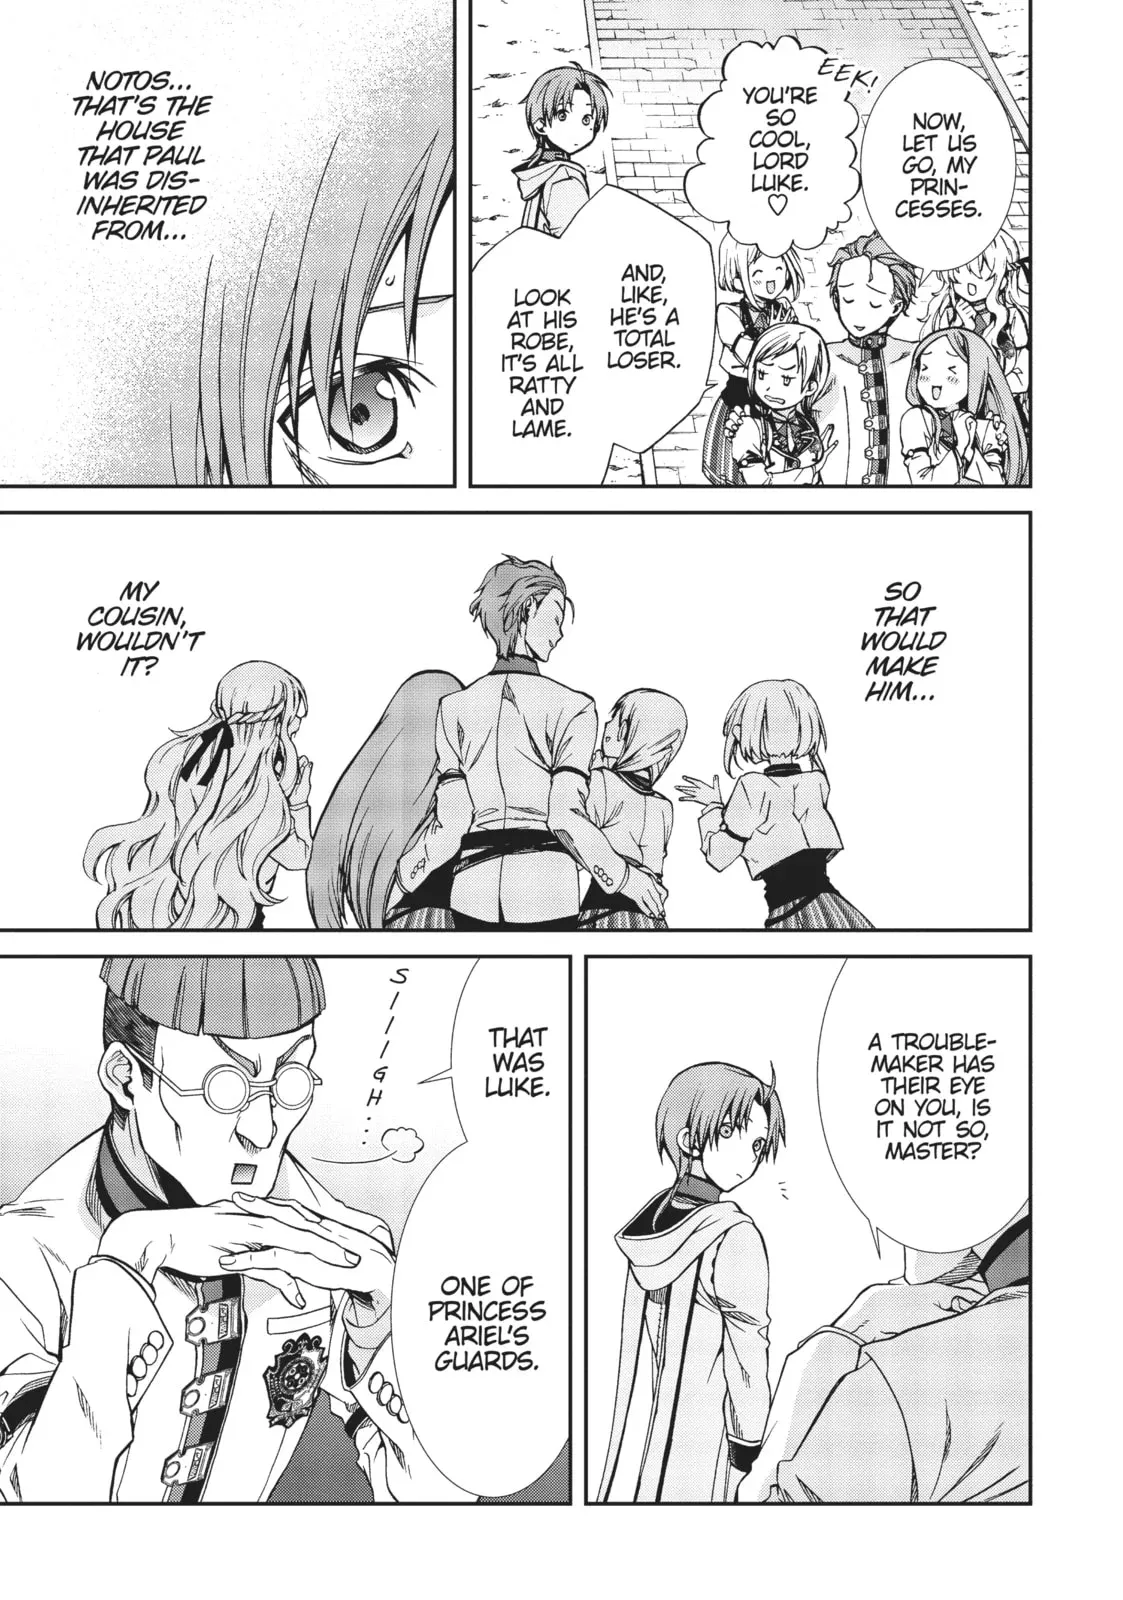 NOW,
LET US
GO, MY
PRIN-
CESSES.
EEK!
YOU'RE
SO
COOL,
LORD
LUKE.
♡
AND,
LIKE,
HE'S A
TOTAL
LOSER.
LOOK
AT HIS
ROBE,
IT'S ALL
RATTY
AND
LAME.
NOTOS...
THAT'S THE
HOUSE
THAT PAUL
WAS DIS-
INHERITED
FROM...
SO
THAT
WOULD
MAKE
HIM...
MY
COUSIN,
WOULDN'T
IT?
A TROUBLE-
MAKER HAS
THEIR EYE
ON YOU, IS
IT NOT SO,
MASTER?
THAT
WAS
LUKE.
SIIIIGH...
ONE OF
PRINCESS
ARIEL'S
GUARDS.